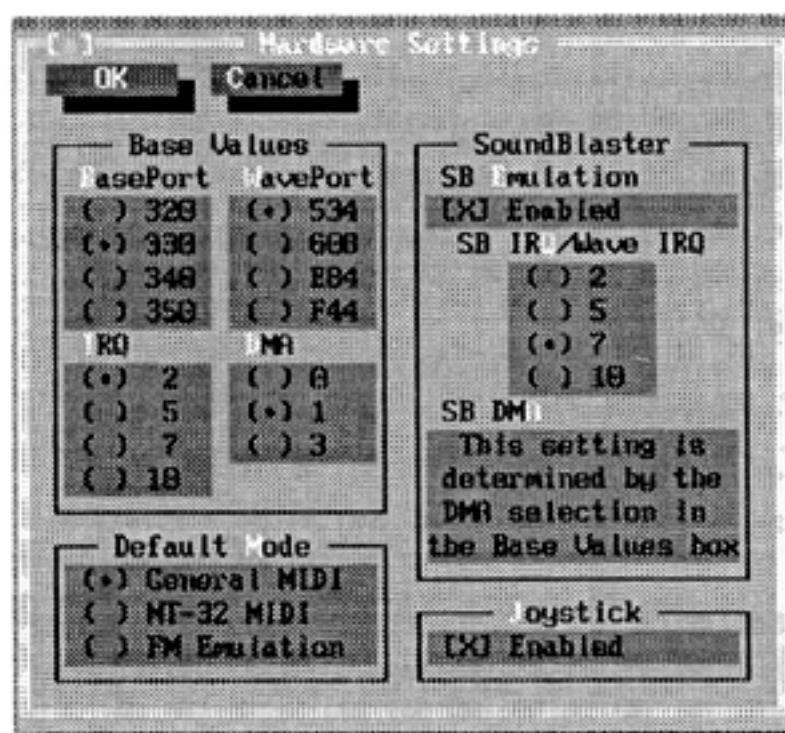 [ ] Hardware Settings
OK Cancel
Base Values
BasePort WavePort
( ) 320 (•) 534
(•) 330 ( ) 608
( ) 340 ( ) E84
( ) 350 ( ) F44
IRQ DMA
(•) 2 ( ) 0
( ) 5 (•) 1
( ) 7 ( ) 3
( ) 10
Default Mode
(•) General MIDI
( ) MT-32 MIDI
( ) FM Emulation
SoundBlaster
SB Emulation
[X] Enabled
SB IRQ/Wave IRQ
( ) 2
( ) 5
(•) 7
( ) 10
SB DMA
This setting is
determined by the
DMA selection in
the Base Values box
Joystick
[X] Enabled